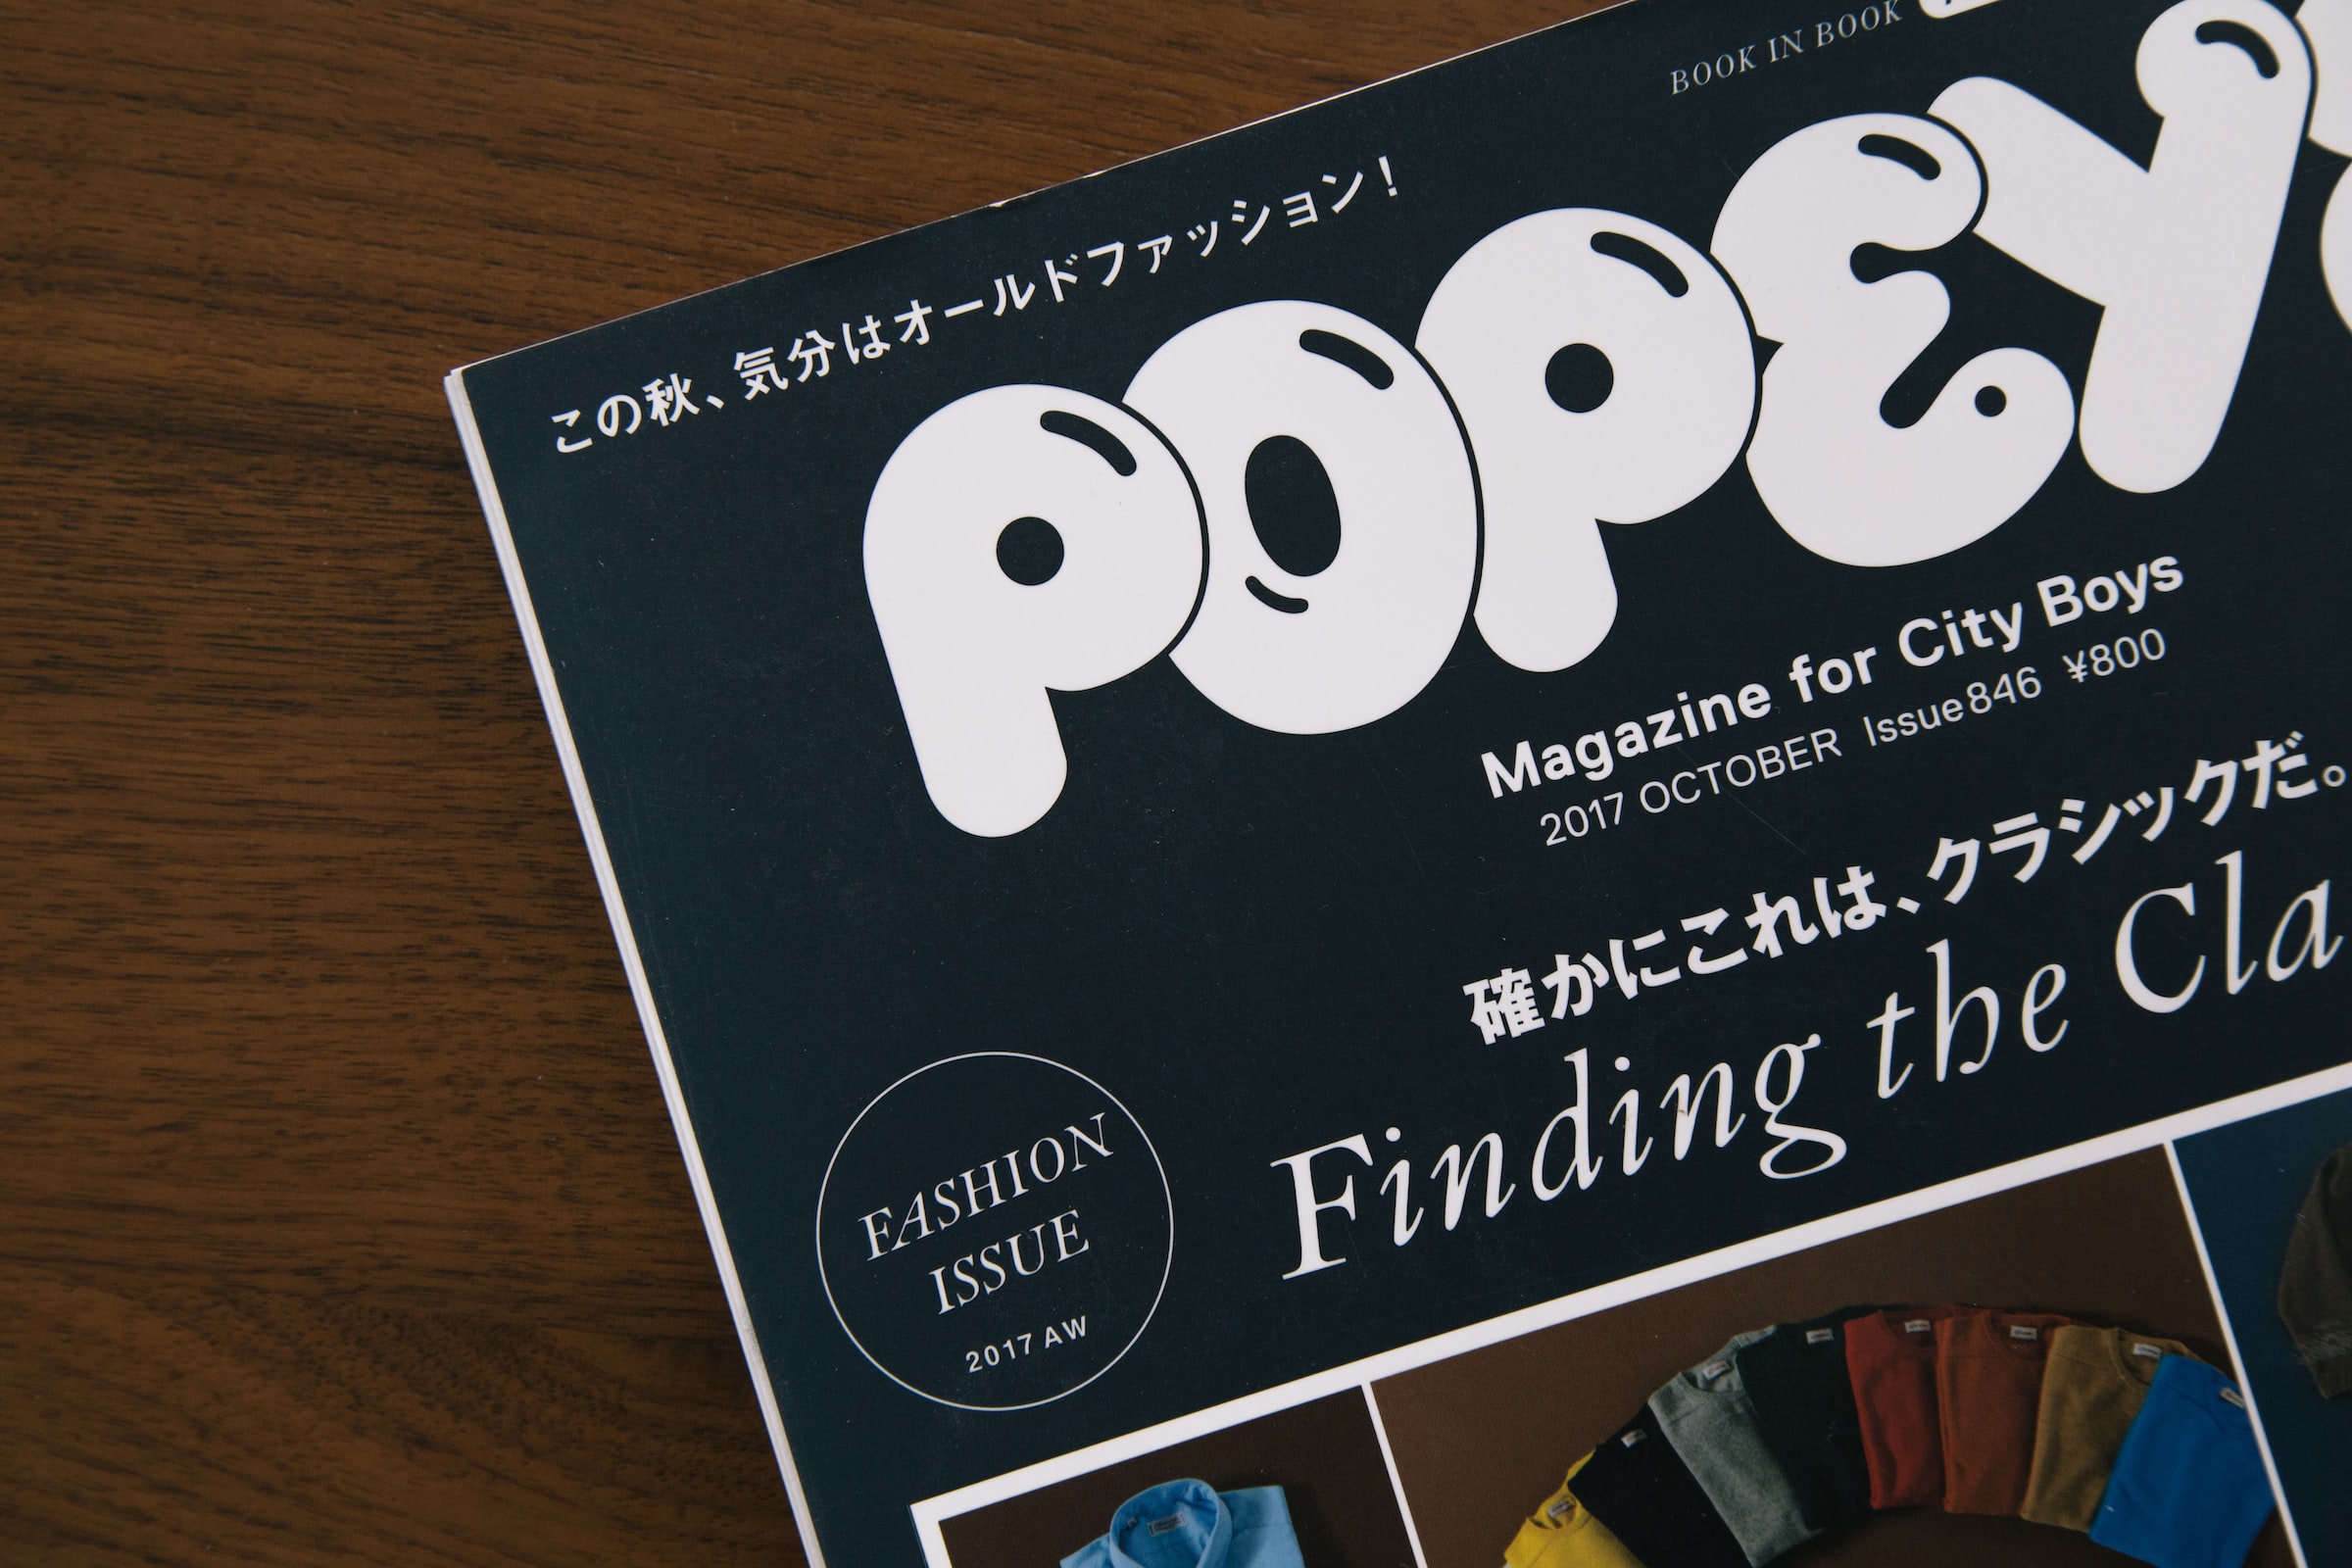 BOOK IN BOOK
この秋、気分はオールドファッション!
POPEY
Magazine for City Boys
2017 OCTOBER Issue846 ¥800
確かにこれは、クラシックだ。
Finding the Cla
FASHION
ISSUE
2017 AW